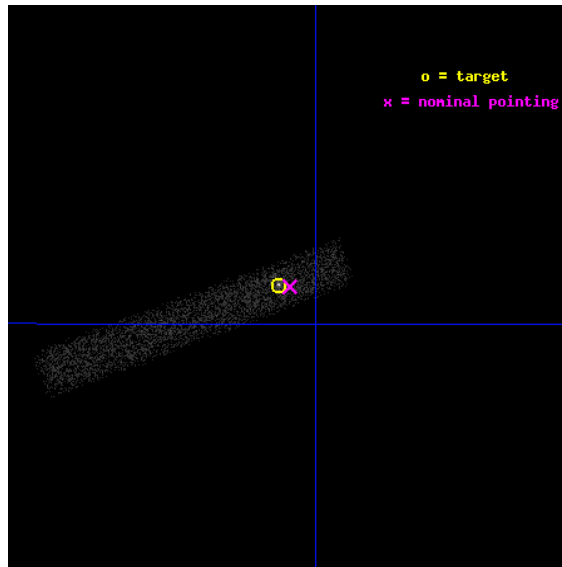 o = target
x = nominal pointing